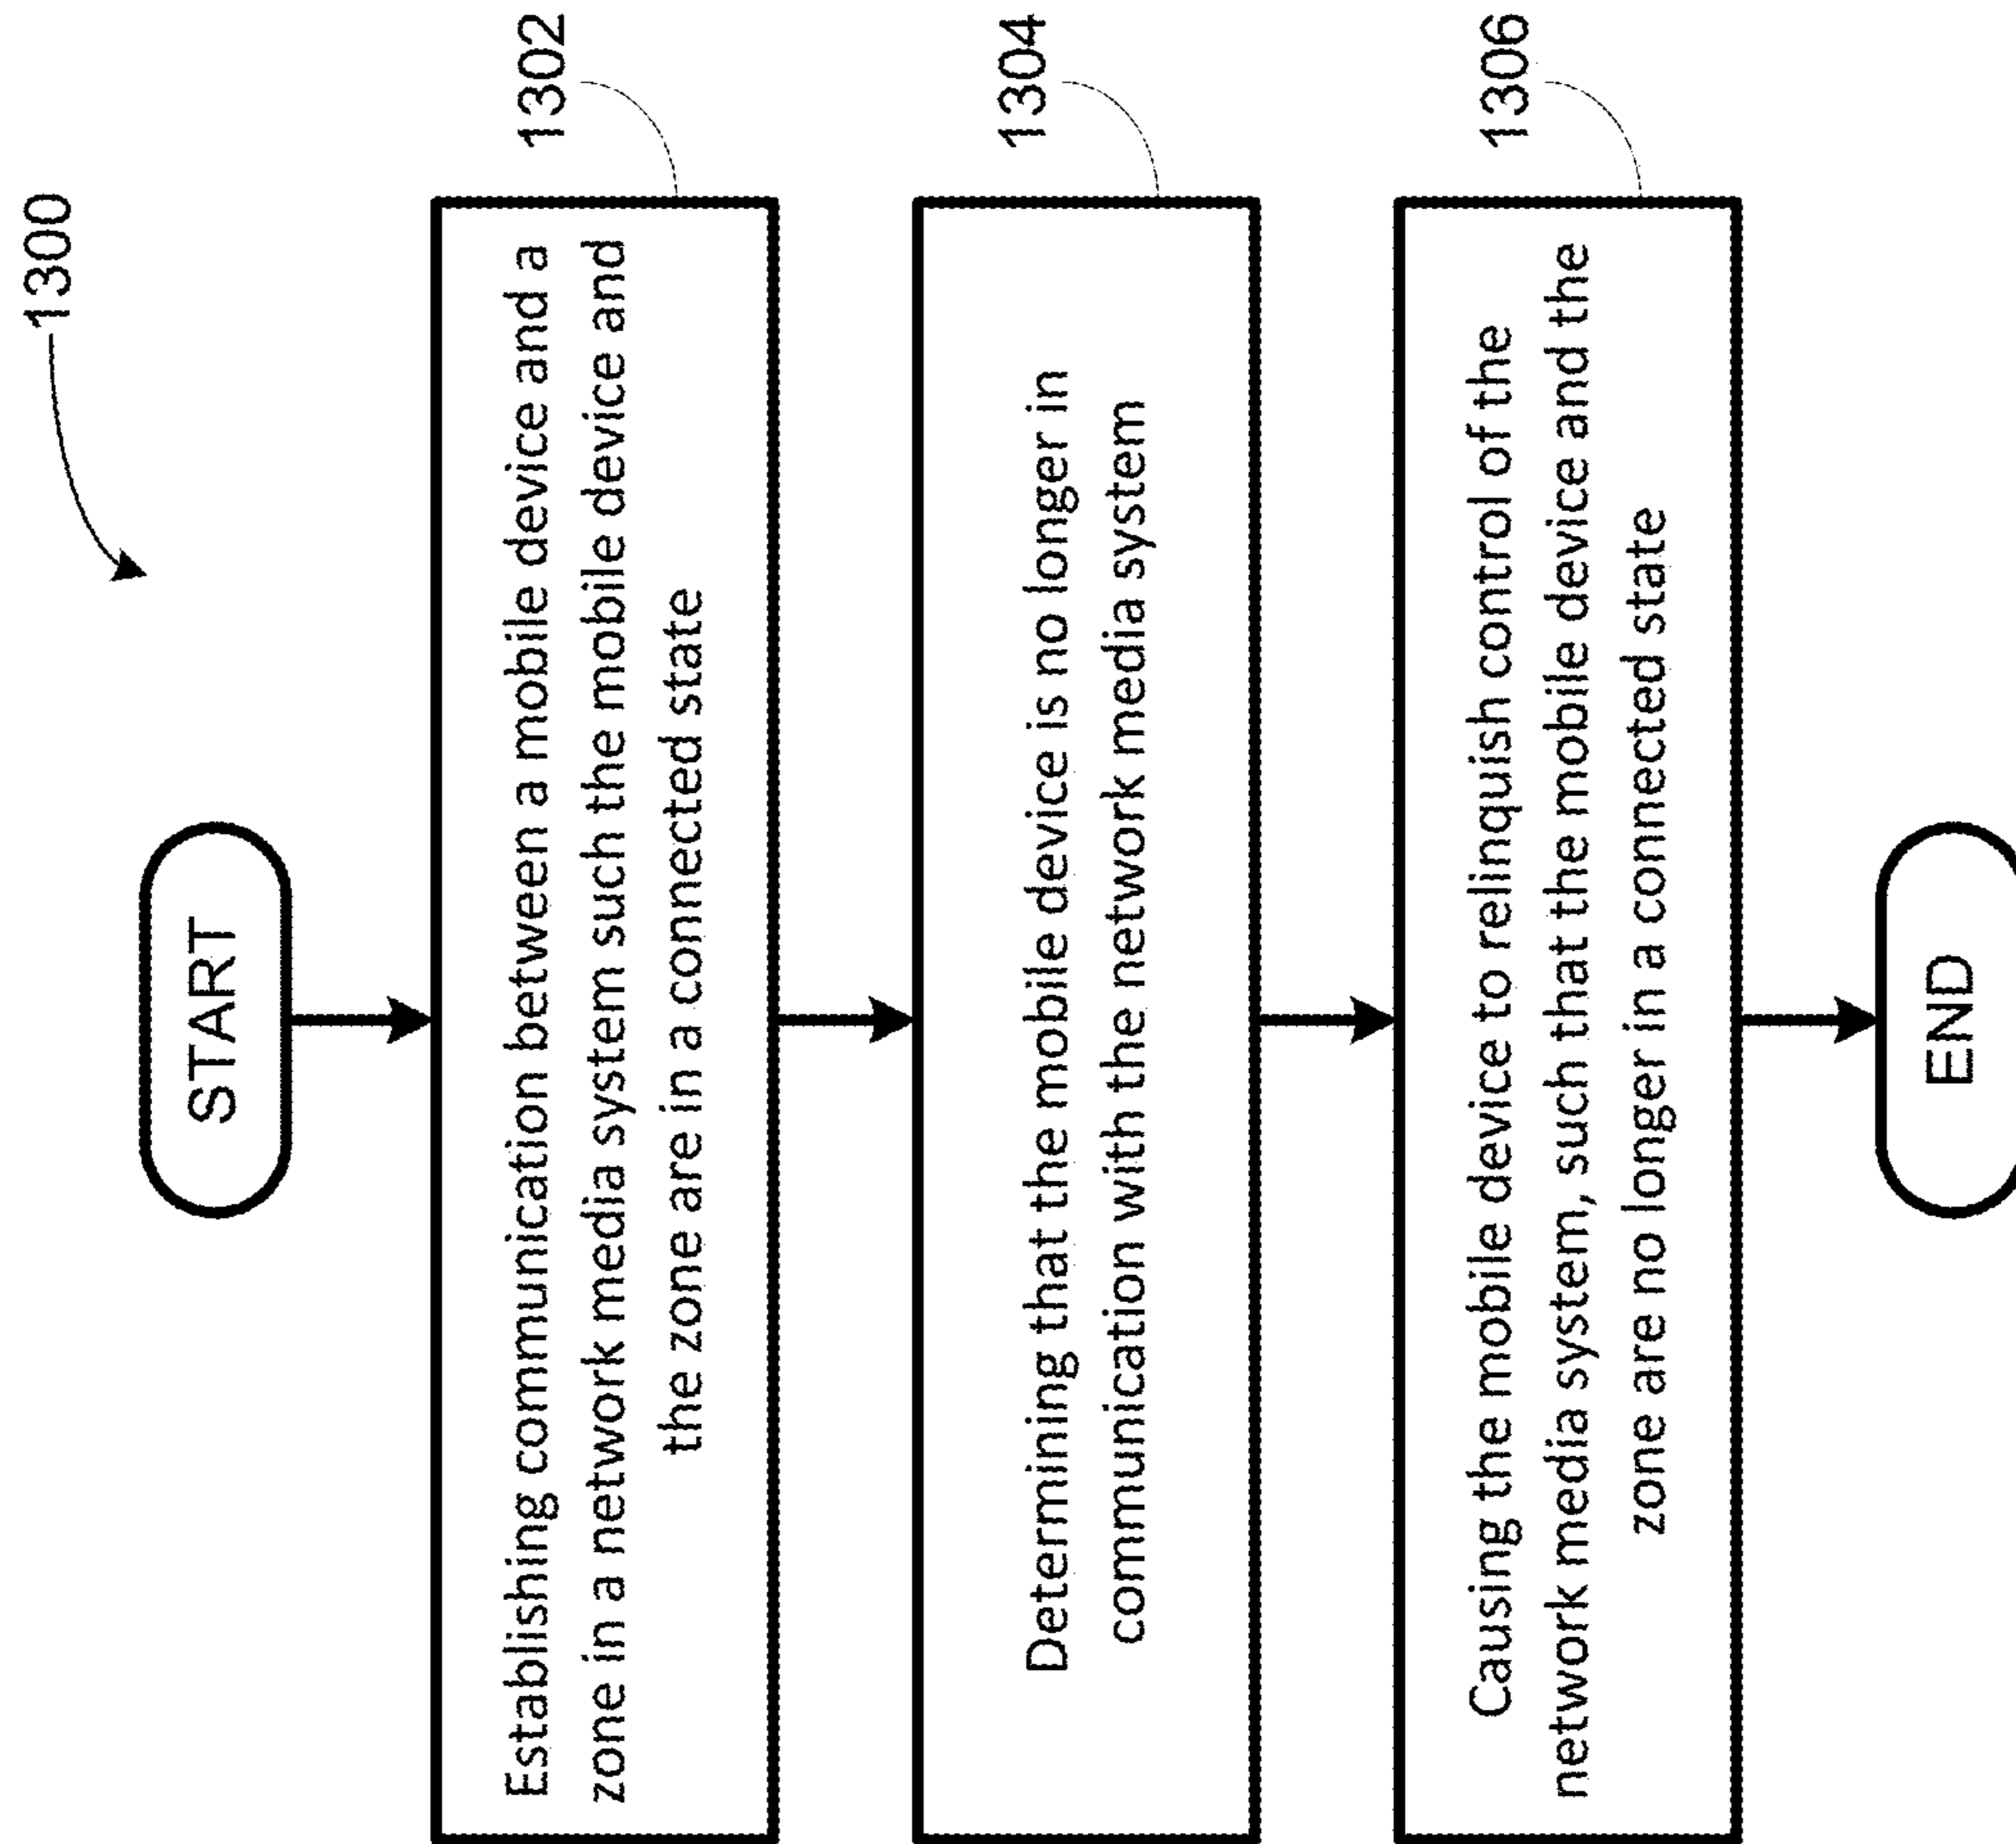 1300
START
Establishing communication between a mobile device and a
zone in a network media system such the mobile device and
the zone are in a connected state
1302
Determining that the mobile device is no longer in
communication with the network media system
1304
Causing the mobile device to relinquish control of the
network media system, such that the mobile device and the
zone are no longer in a connected state
1306
END